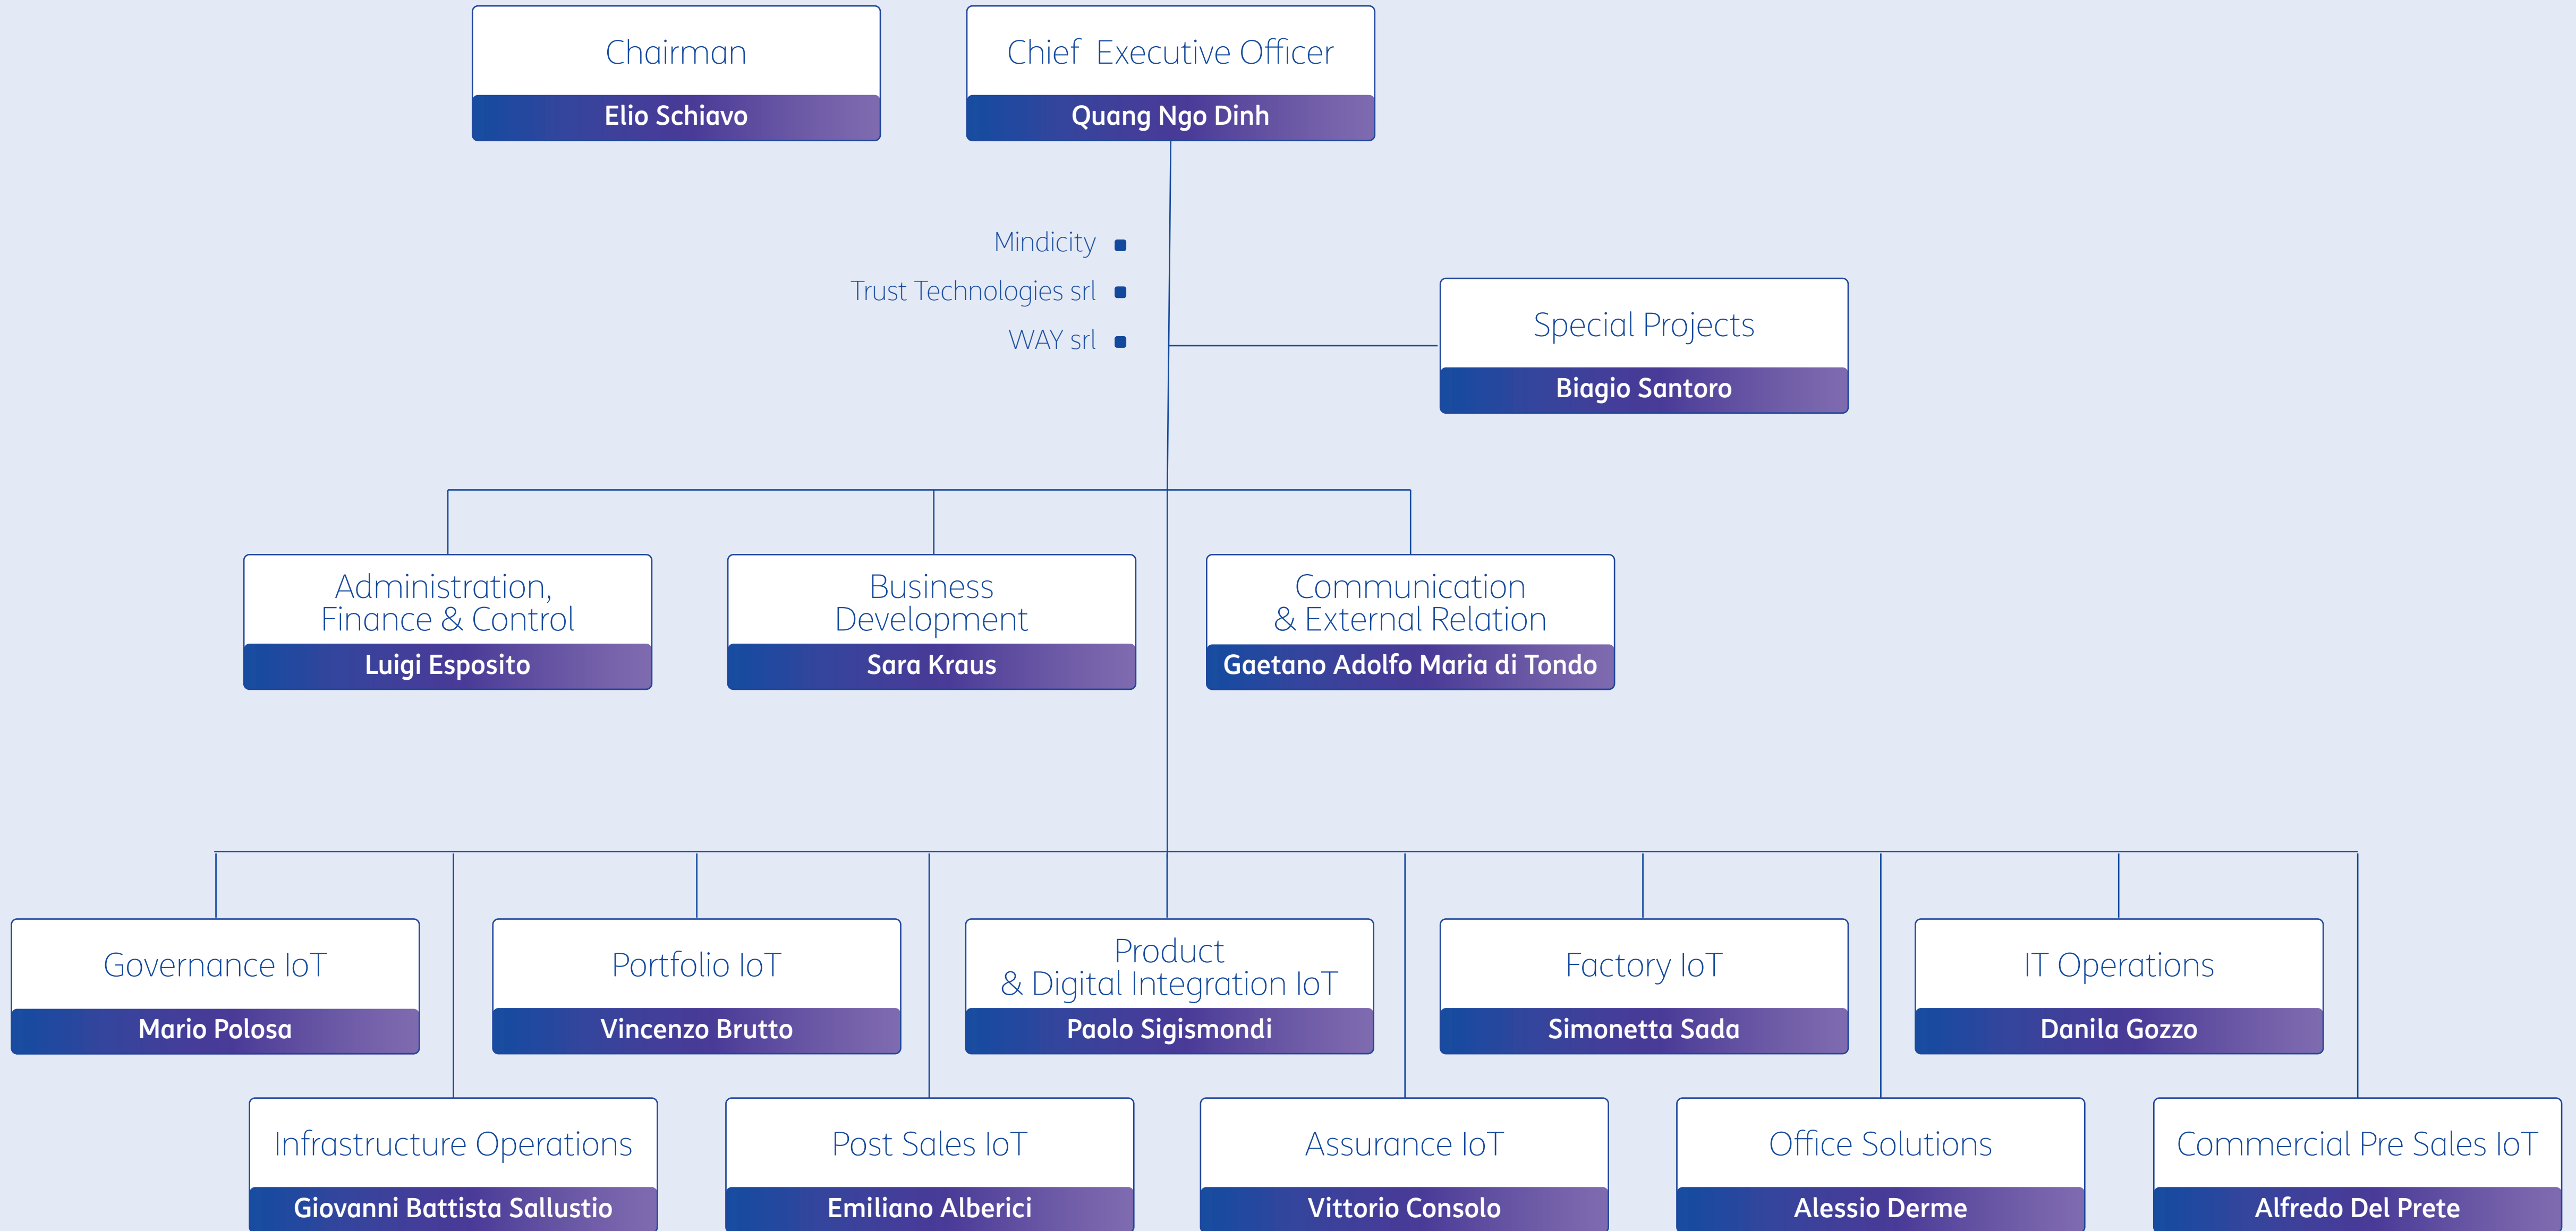 Chairman
Elio Schiavo
Chief Executive Officer
Quang Ngo Dinh
Mindicity
Trust Technologies srl
WAY srl
Special Projects
Biagio Santoro
Administration,
Finance & Control
Luigi Esposito
Business
Development
Sara Kraus
Communication
& External Relation
Gaetano Adolfo Maria di Tondo
Governance IoT
Mario Polosa
Portfolio IoT
Vincenzo Brutto
Product
& Digital Integration IoT
Paolo Sigismondi
Factory IoT
Simonetta Sada
IT Operations
Danila Gozzo
Infrastructure Operations
Giovanni Battista Sallustio
Post Sales IoT
Emiliano Alberici
Assurance IoT
Vittorio Consolo
Office Solutions
Alessio Derme
Commercial Pre Sales IoT
Alfredo Del Prete